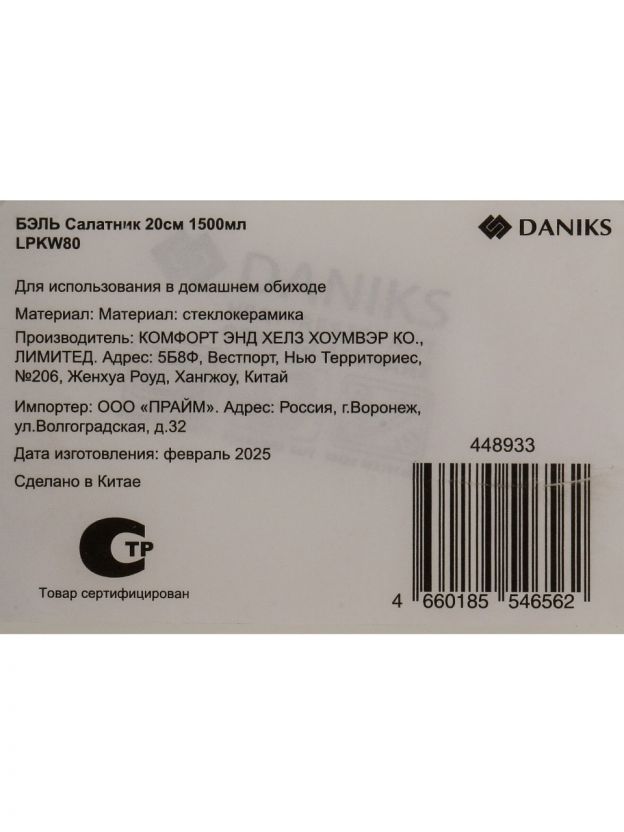 БЭЛЬ Салатник 20см 1500мл
LPKW80
DANIKS
Для использования в домашнем обиходе
Материал: Материал: стеклокерамика
Производитель: КОМФОРТ ЭНД ХЕЛЗ ХОУМВЭР КО.,
ЛИМИТЕД. Адрес: 5Б8Ф, Вестпорт, Нью Территориес,
№206, Женхуа Роуд, Хангжоу, Китай
Импортер: ООО «ПРАЙМ». Адрес: Россия, г.Воронеж,
ул.Волгоградская, д.32
Дата изготовления: февраль 2025
Сделано в Китае
СТР
Товар сертифицирован
448933
4 660185 546562
DANIKS